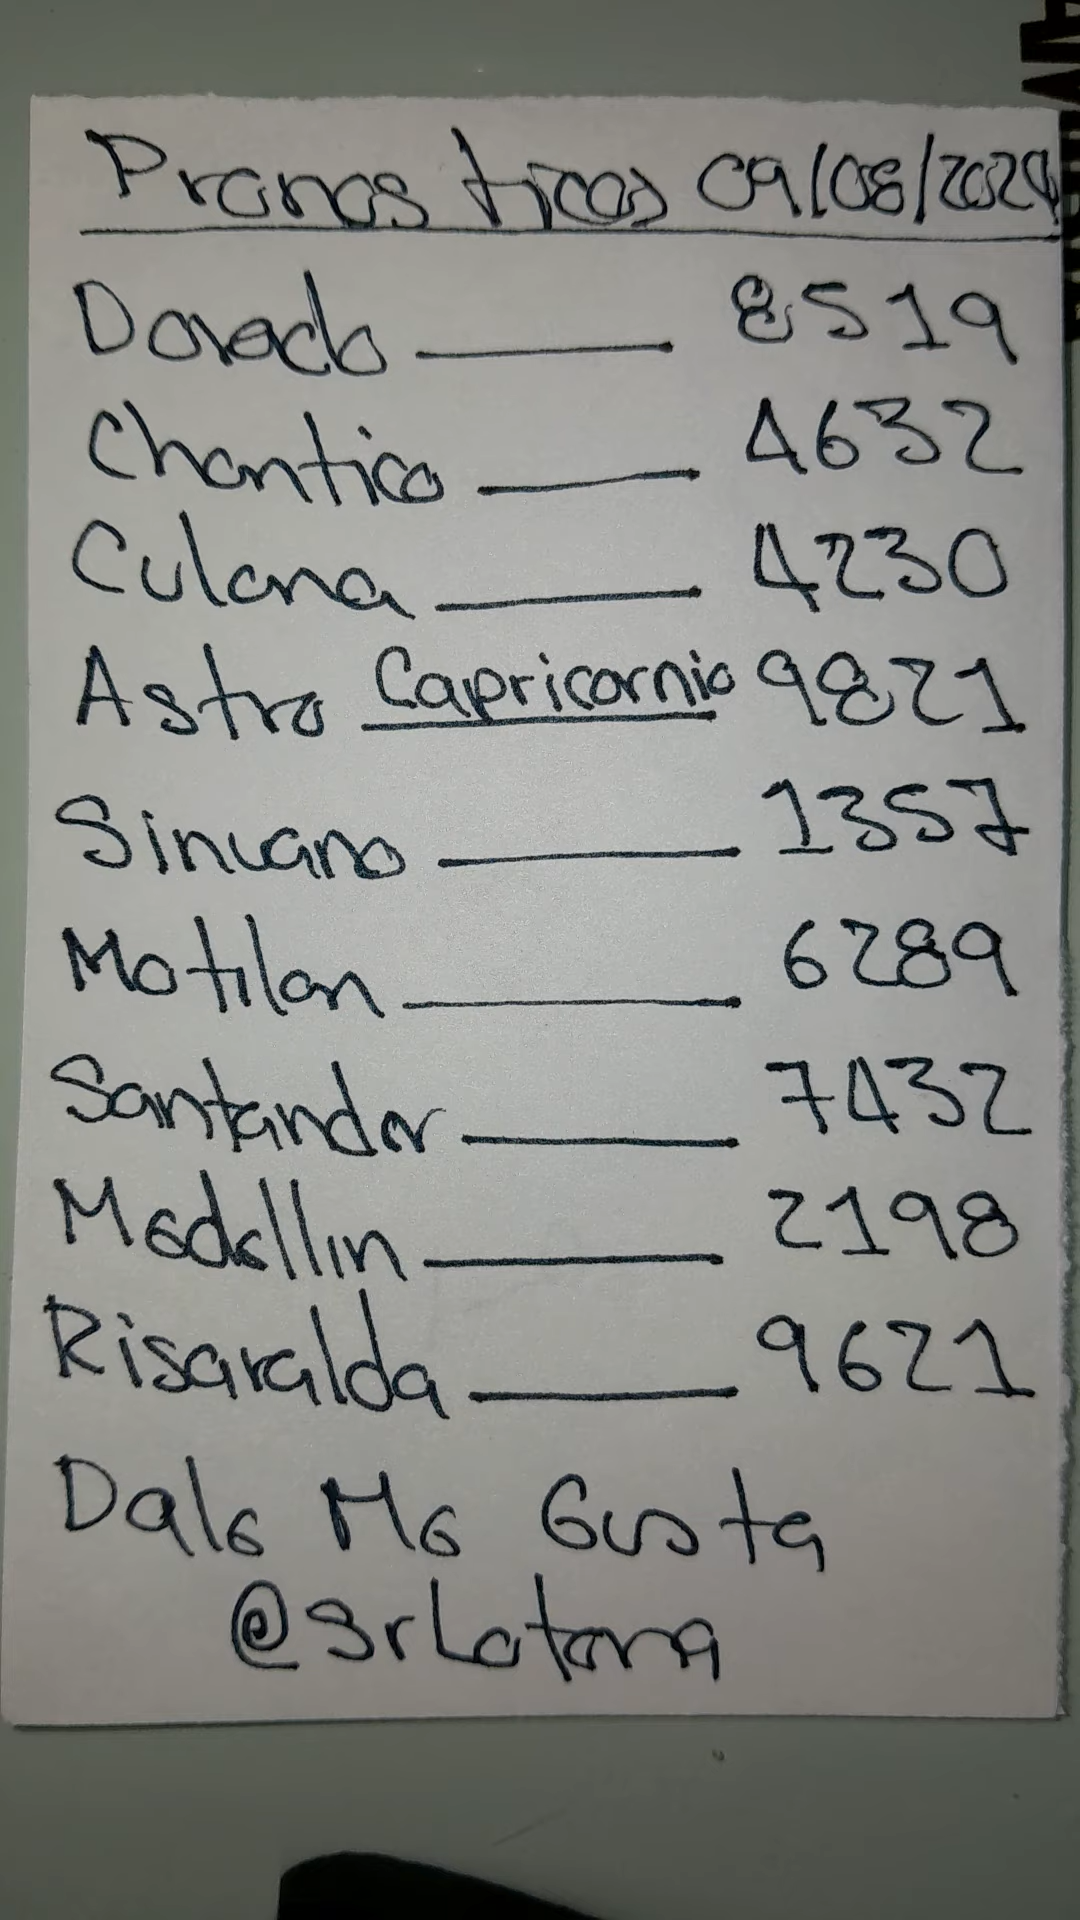 Pronosticos 09/08/2024
Dorado 8519
Chontico 4632
Culona 4230
Astro Capricornio 9821
Sinuano 1357
Motilon 6289
Santander 7432
Medellin 2198
Risaralda 9621
Dale Me Gusta
@SrLotona